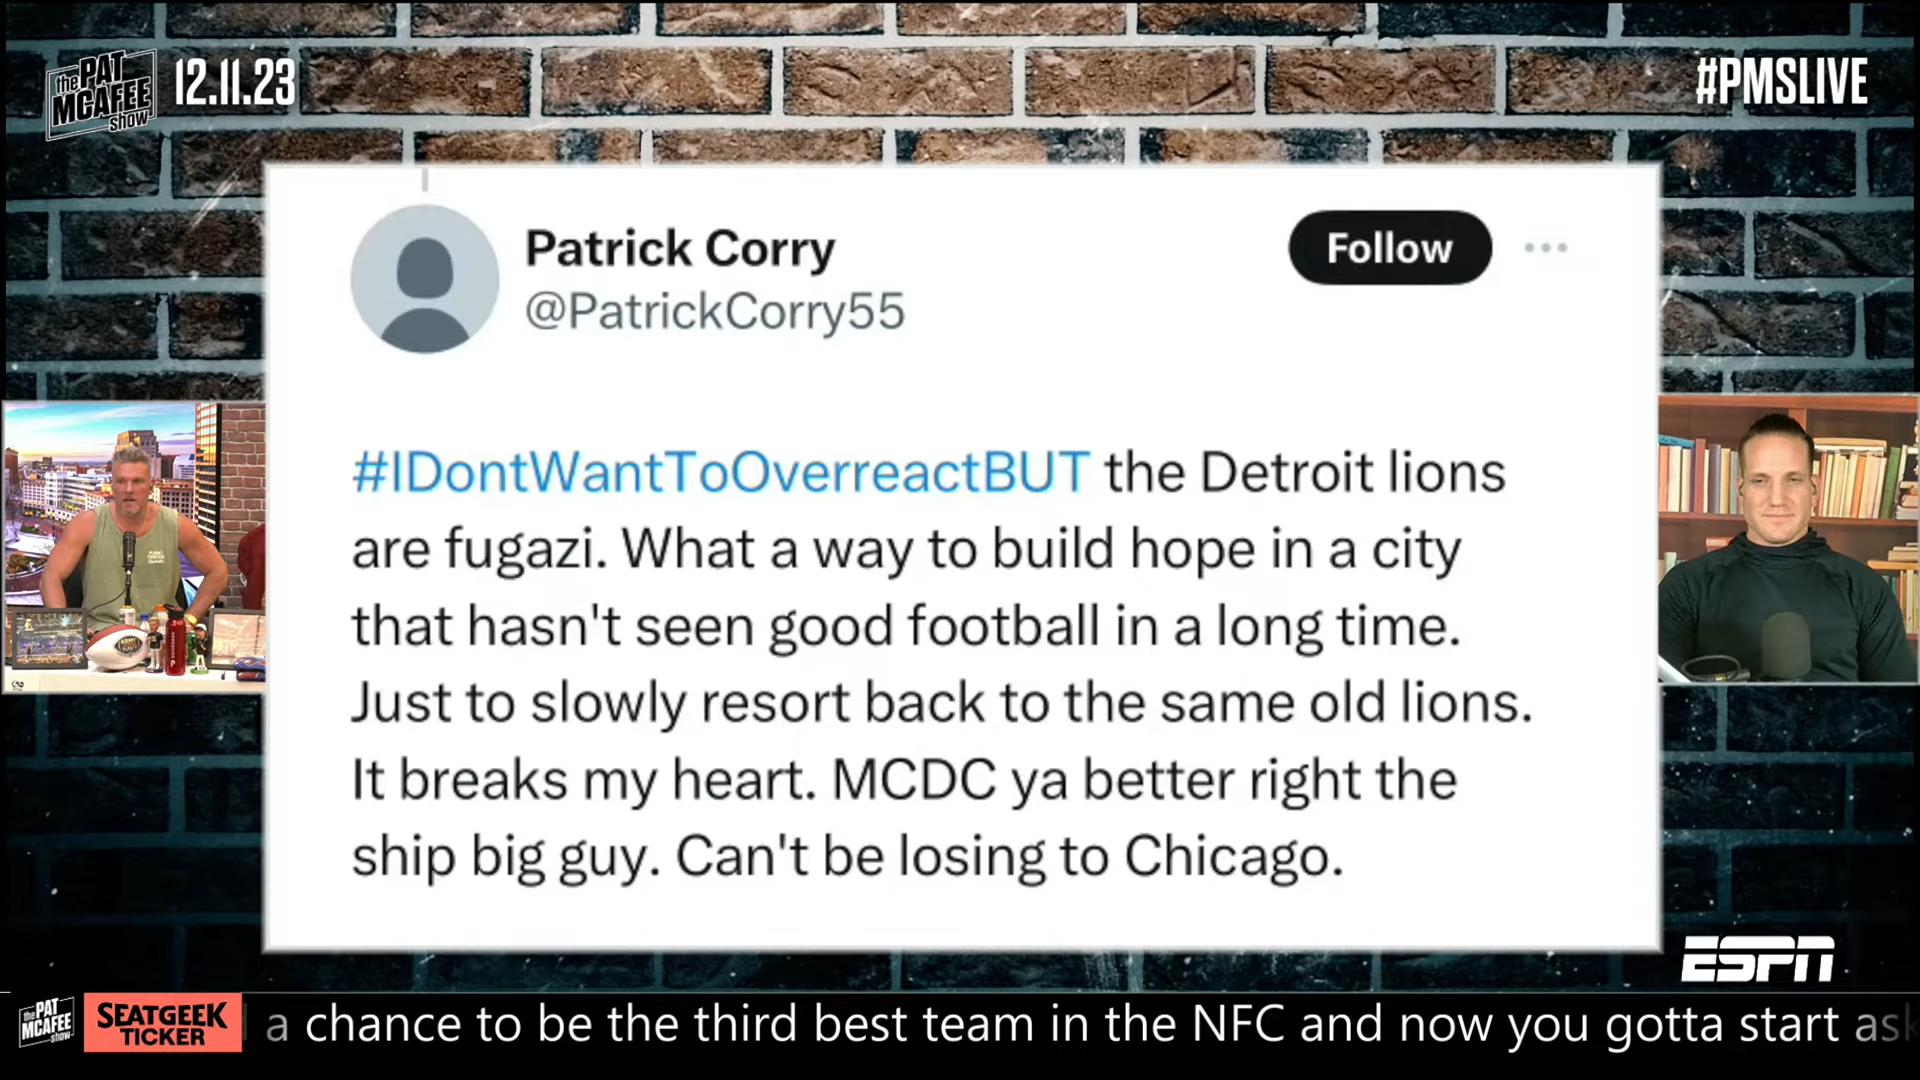 the PAT MCAFEE show
12.11.23
#PMSLIVE
Patrick Corry
@PatrickCorry55
Follow
#IDontWantToOverreactBUT the Detroit lions
are fugazi. What a way to build hope in a city
that hasn't seen good football in a long time.
Just to slowly resort back to the same old lions.
It breaks my heart. MCDC ya better right the
ship big guy. Can't be losing to Chicago.
ESPN
the PAT MCAFEE show
SEATGEEK
TICKER
a chance to be the third best team in the NFC and now you gotta start ask